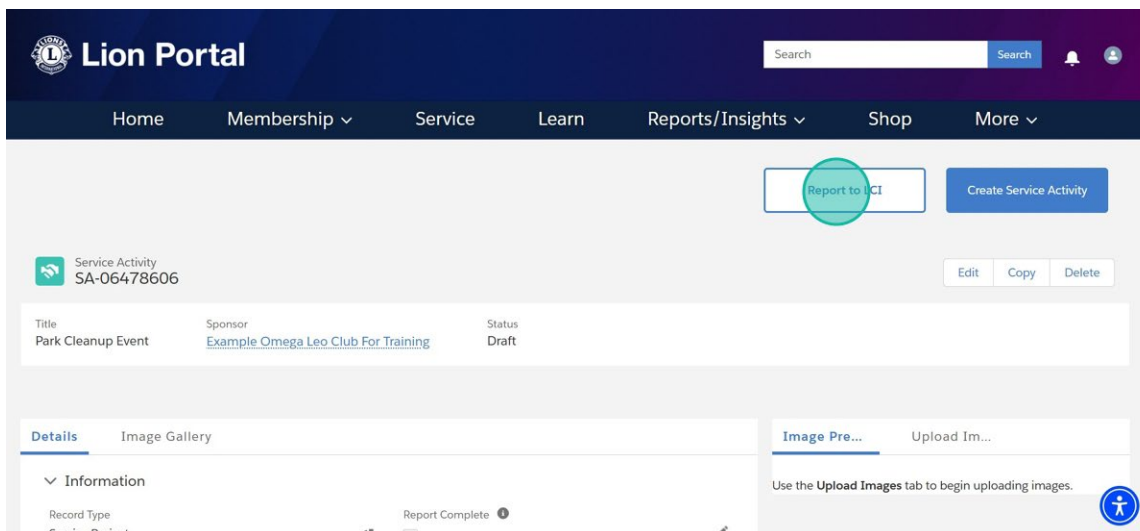 Lion Portal
Search
Search
Home Membership Service Learn Reports/Insights Shop More
Report to LCI
Create Service Activity
Service Activity
SA-06478606
Edit Copy Delete
Title Sponsor Status
Park Cleanup Event Example Omega Leo Club For Training Draft
Details Image Gallery
Image Pre... Upload Im...
Information
Use the Upload Images tab to begin uploading images.
Record Type Report Complete